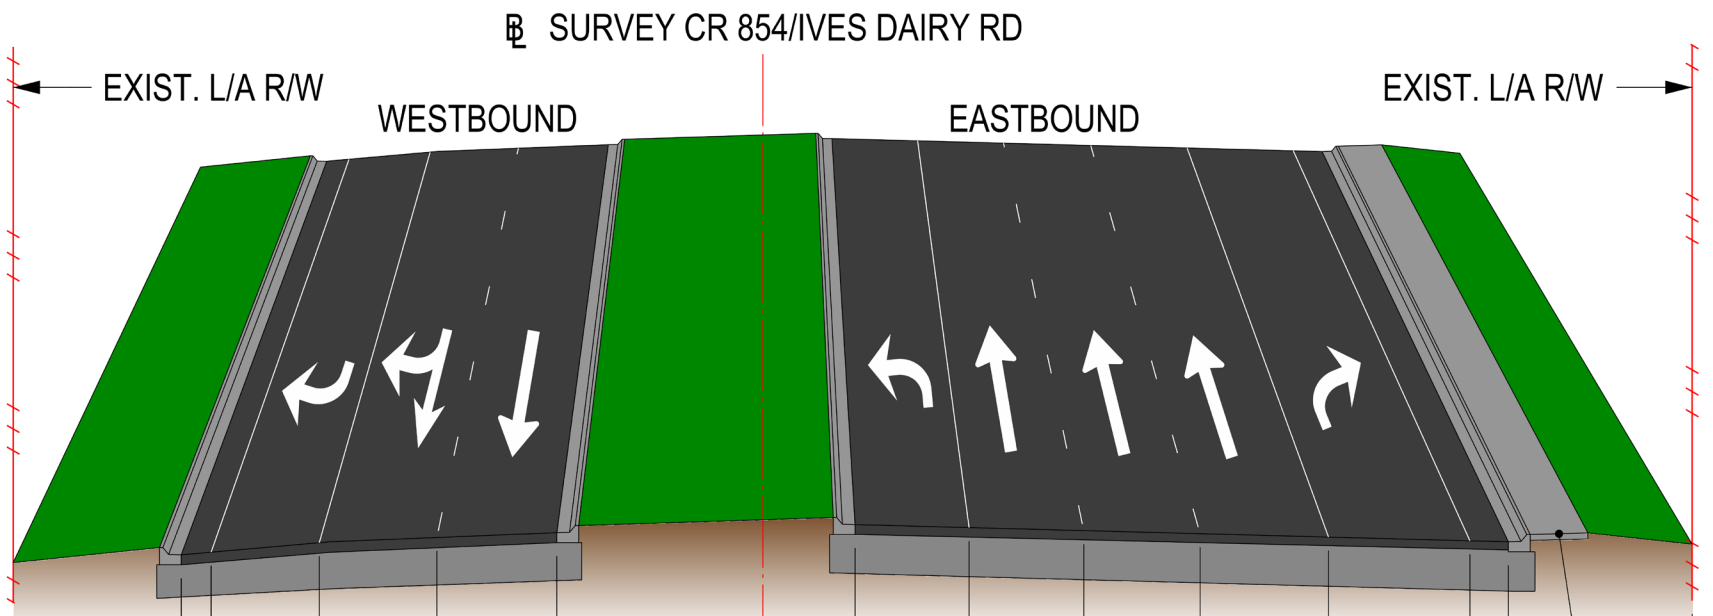 ℄ SURVEY CR 854/IVES DAIRY RD
EXIST. L/A R/W
EXIST. L/A R/W
WESTBOUND
EASTBOUND